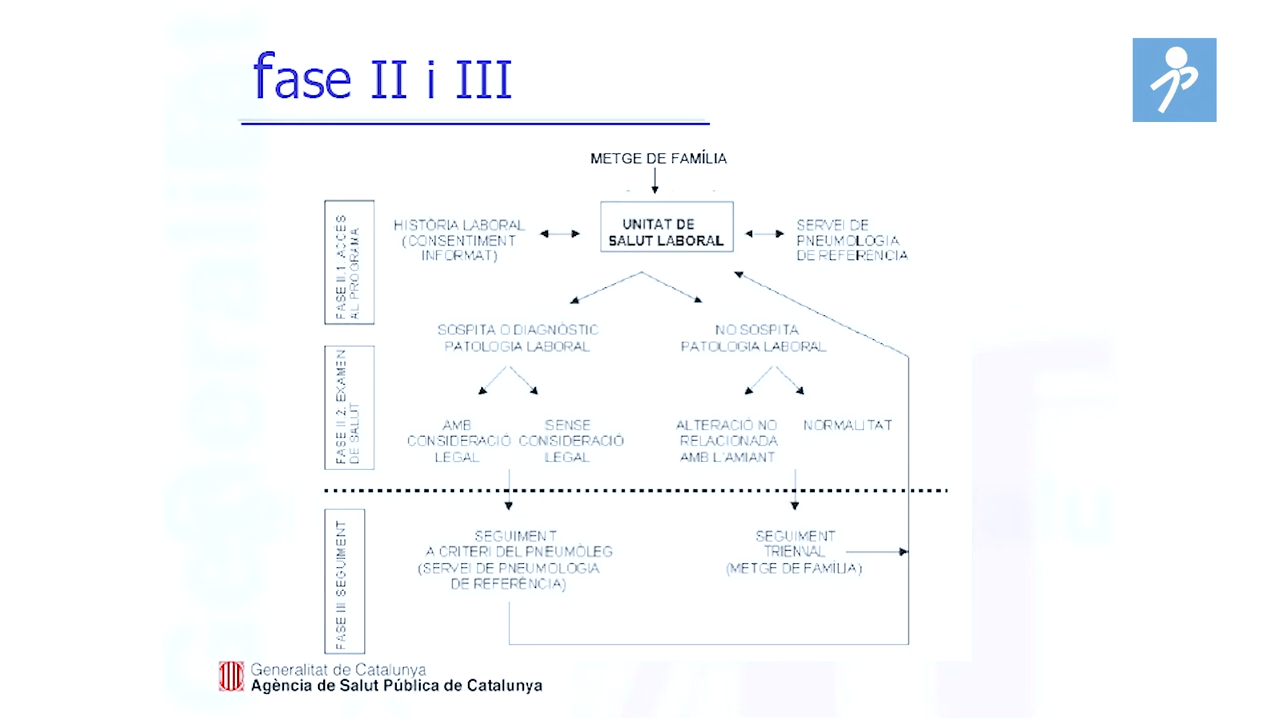 fase II i III
METGE DE FAMÍLIA
FASE II.1. ACCÉS
AL PROGRAMA
HISTÒRIA LABORAL
(CONSENTIMENT
INFORMAT)
UNITAT DE
SALUT LABORAL
SERVEI DE
PNEUMOLOGIA
DE REFERÈNCIA
SOSPITA O DIAGNÒSTIC
PATOLOGIA LABORAL
NO SOSPITA
PATOLOGIA LABORAL
FASE II.2. EXAMEN
DE SALUT
AMB
CONSIDERACIÓ
LEGAL
SENSE
CONSIDERACIÓ
LEGAL
ALTERACIÓ NO
RELACIONADA
AMB L'AMIANT
NORMALITAT
FASE III SEGUIMENT
SEGUIMENT
A CRITERI DEL PNEUMÒLEG
(SERVEI DE PNEUMOLOGIA
DE REFERÈNCIA)
SEGUIMENT
TRIENNAL
(METGE DE FAMÍLIA)
Generalitat de Catalunya
Agència de Salut Pública de Catalunya